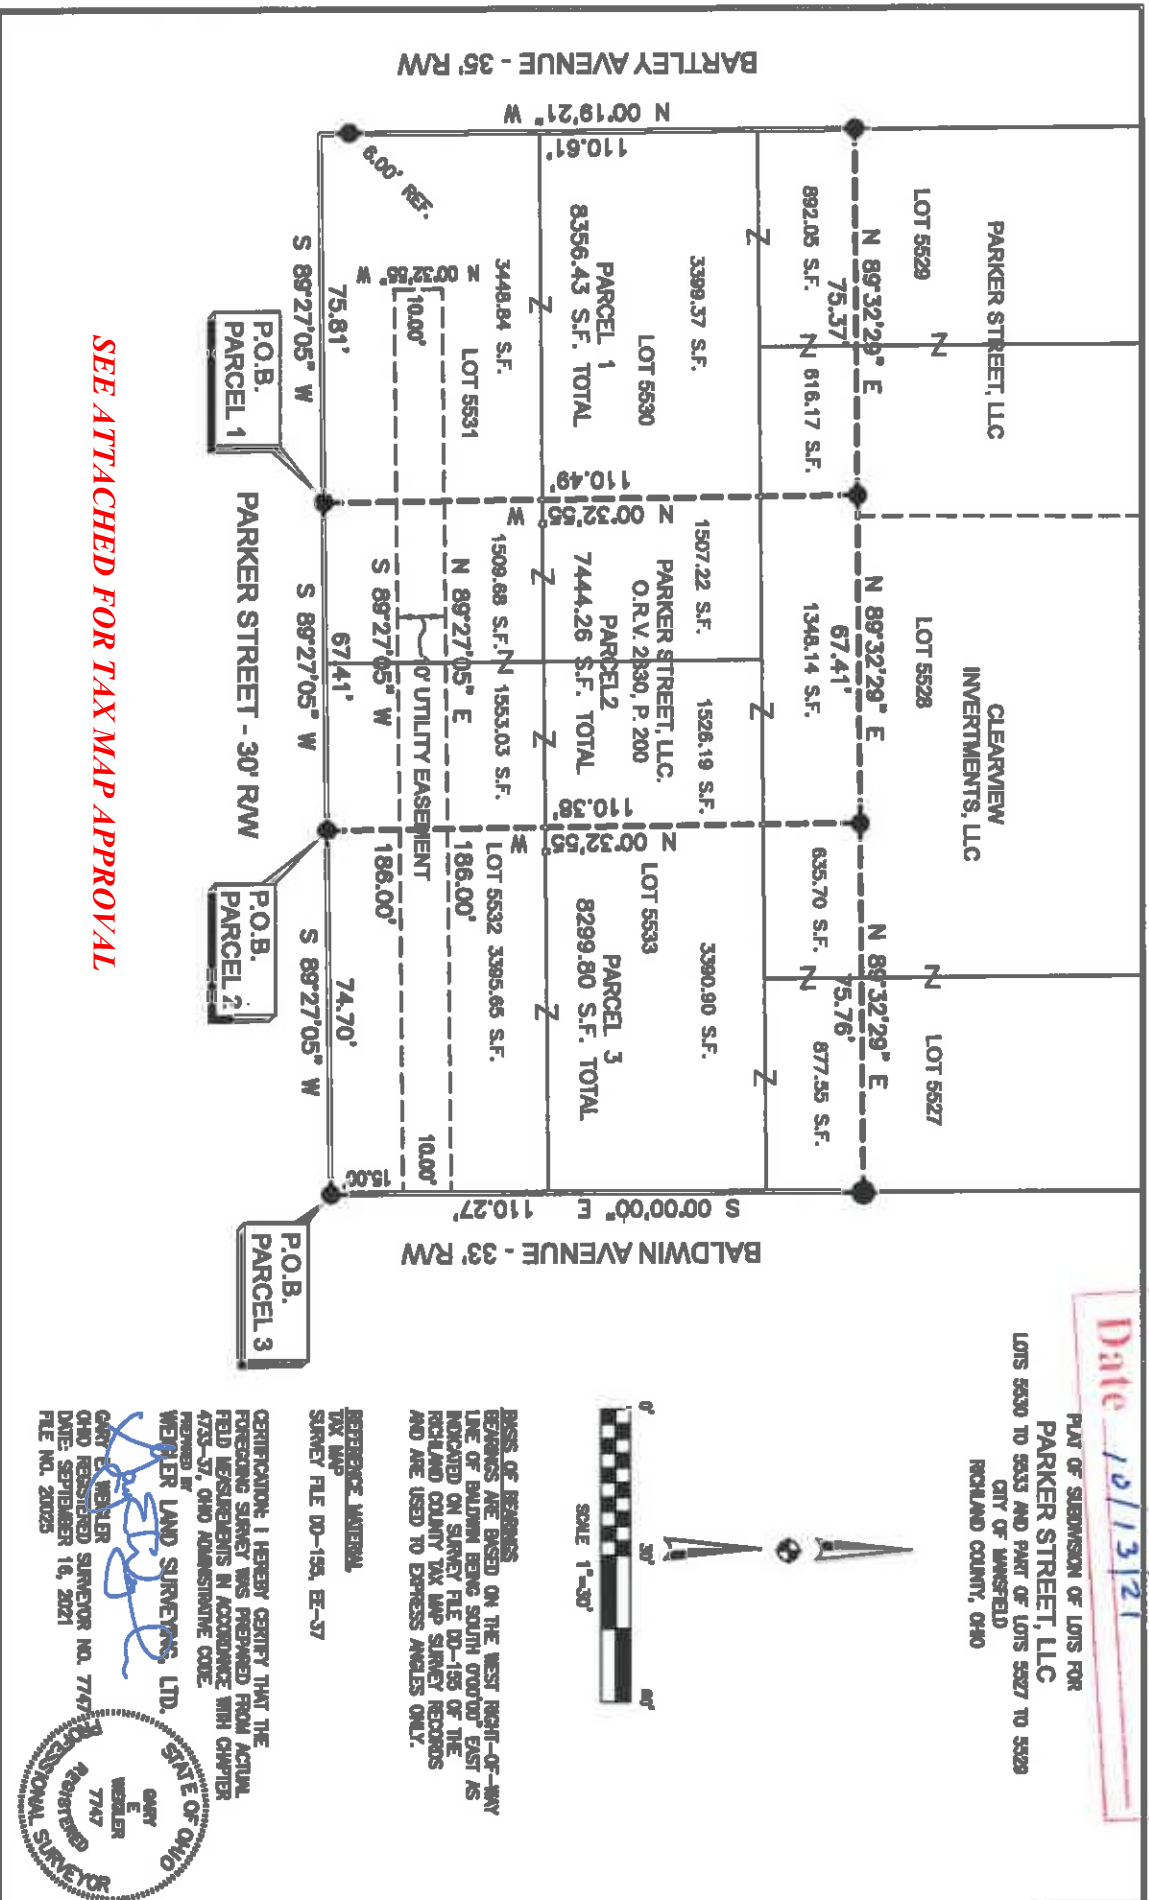 Date 10/13/21
PLAT OF SUBDIVISION OF LOTS FOR
PARKER STREET, LLC
LOTS 5530 TO 5533 AND PART OF LOTS 5527 TO 5529
CITY OF MANSFIELD
RICHLAND COUNTY, OHIO
PARKER STREET, LLC
CLEARVIEW
INVERTMENTS, LLC
LOT 5529
LOT 5528
LOT 5527
N 89°32'29" E
75.37'
N 89°32'29" E
67.41'
N 89°32'29" E
75.76'
892.05 S.F.
616.17 S.F.
1348.14 S.F.
635.70 S.F.
877.55 S.F.
BARTLEY AVENUE - 35' R/W
N 00°19'21" W
110.61'
3399.37 S.F.
LOT 5530
PARCEL 1
8356.43 S.F. TOTAL
3448.84 S.F.
LOT 5531
6.00' REF.
N 00°32'55" W
10.00'
110.49'
N 00°32'55" W
1507.22 S.F.
1526.19 S.F.
PARKER STREET, LLC.
O.R.V. 2830, P. 200
PARCEL2
7444.26 S.F. TOTAL
1509.68 S.F.
1553.03 S.F.
110.38'
N 00°32'55" W
3390.90 S.F.
LOT 5533
PARCEL 3
8299.80 S.F. TOTAL
LOT 5532 3395.65 S.F.
N 89°27'05" E
186.00'
10' UTILITY EASEMENT
S 89°27'05" W
186.00'
10.00'
15.00
S 00°00'00" E
110.27'
BALDWIN AVENUE - 33' R/W
75.81'
S 89°27'05" W
67.41'
S 89°27'05" W
74.70'
S 89°27'05" W
P.O.B.
PARCEL 1
P.O.B.
PARCEL 2
P.O.B.
PARCEL 3
PARKER STREET - 30' R/W
SEE ATTACHED FOR TAX MAP APPROVAL
0'
30'
60'
SCALE 1"=30'
BASIS OF BEARINGS
BEARINGS ARE BASED ON THE WEST RIGHT-OF-WAY
LINE OF BALDWIN BEING SOUTH 0°00'00" EAST AS
INDICATED ON SURVEY FILE DD-155 OF THE
RICHLAND COUNTY TAX MAP SURVEY RECORDS
AND ARE USED TO EXPRESS ANGLES ONLY.
REFERENCE MATERIAL
TAX MAP
SURVEY FILE DD-155, EE-37
CERTIFICATION: I HEREBY CERTIFY THAT THE
FOREGOING SURVEY WAS PREPARED FROM ACTUAL
FIELD MEASUREMENTS IN ACCORDANCE WITH CHAPTER
4733-37, OHIO ADMINISTRATIVE CODE.
PREPARED BY
WEIGLER LAND SURVEYING, LTD.
GARY E. WEIGLER
OHIO REGISTERED SURVEYOR NO. 7747
DATE: SEPTEMBER 16, 2021
FILE NO. 20025
STATE OF OHIO
GARY
E
WEIGLER
7747
REGISTERED
PROFESSIONAL SURVEYOR